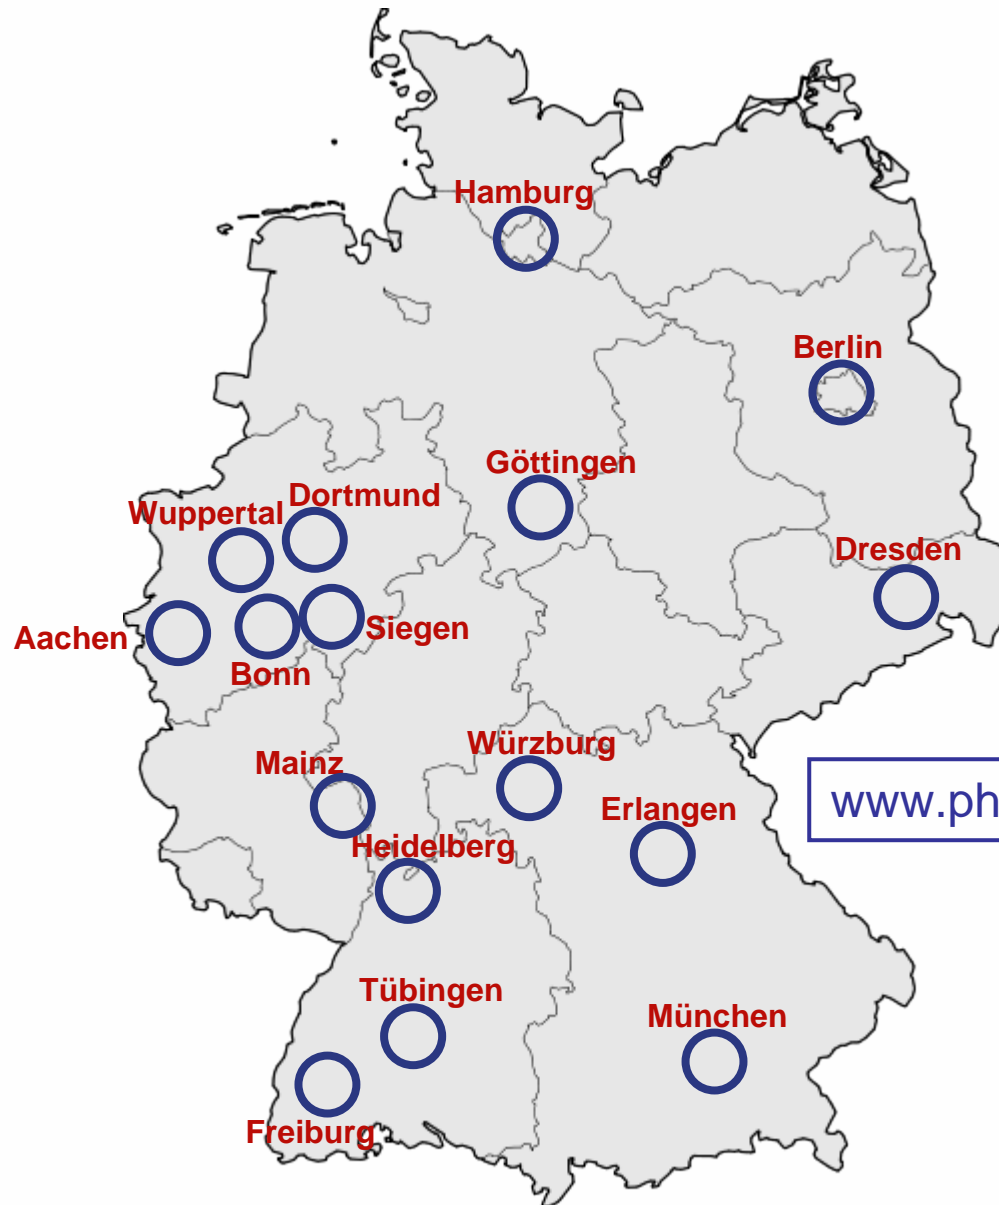 Hamburg
Berlin
Göttingen
Dortmund
Wuppertal
Dresden
Siegen
Aachen
Bonn
Würzburg
Mainz
www.ph
Erlangen
Heidelberg
Tübingen
München
Freiburg